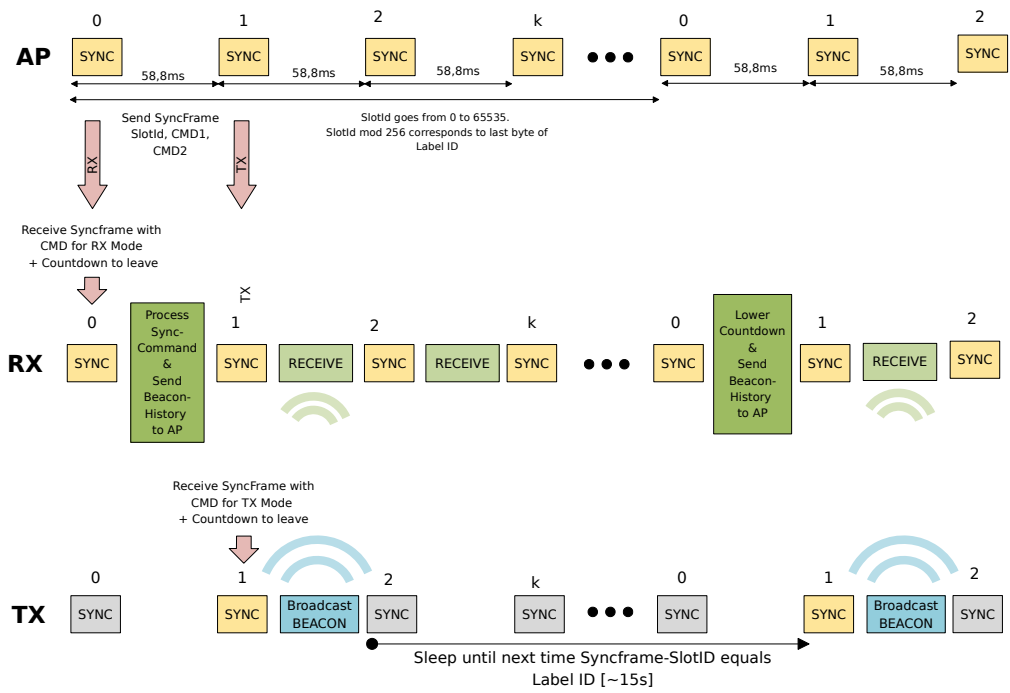 0 1 2 k 0 1 2
AP SYNC SYNC SYNC SYNC SYNC SYNC SYNC
58,8ms 58,8ms 58,8ms 58,8ms 58,8ms
Send SyncFrame
SlotId, CMD1,
CMD2
SlotId goes from 0 to 65535.
SlotId mod 256 corresponds to last byte of
Label ID
RX TX
Receive Syncframe with
CMD for RX Mode
+ Countdown to leave
TX
0 1 2 k 0 1 2
RX SYNC
Process
Sync-
Command
&
Send
Beacon-
History
to AP
SYNC RECEIVE SYNC RECEIVE SYNC SYNC
Lower
Countdown
&
Send
Beacon-
History
to AP
SYNC RECEIVE SYNC
Receive SyncFrame with
CMD for TX Mode
+ Countdown to leave
0 1 2 k 0 1 2
TX SYNC SYNC
Broadcast
BEACON
SYNC SYNC SYNC SYNC
Broadcast
BEACON
SYNC
Sleep until next time Syncframe-SlotID equals
Label ID [~15s]